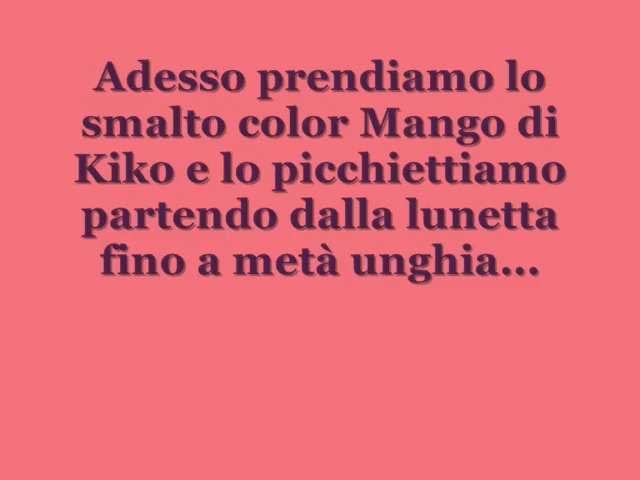 Adesso prendiamo lo
smalto color Mango di
Kiko e lo picchiettiamo
partendo dalla lunetta
fino a metà unghia...